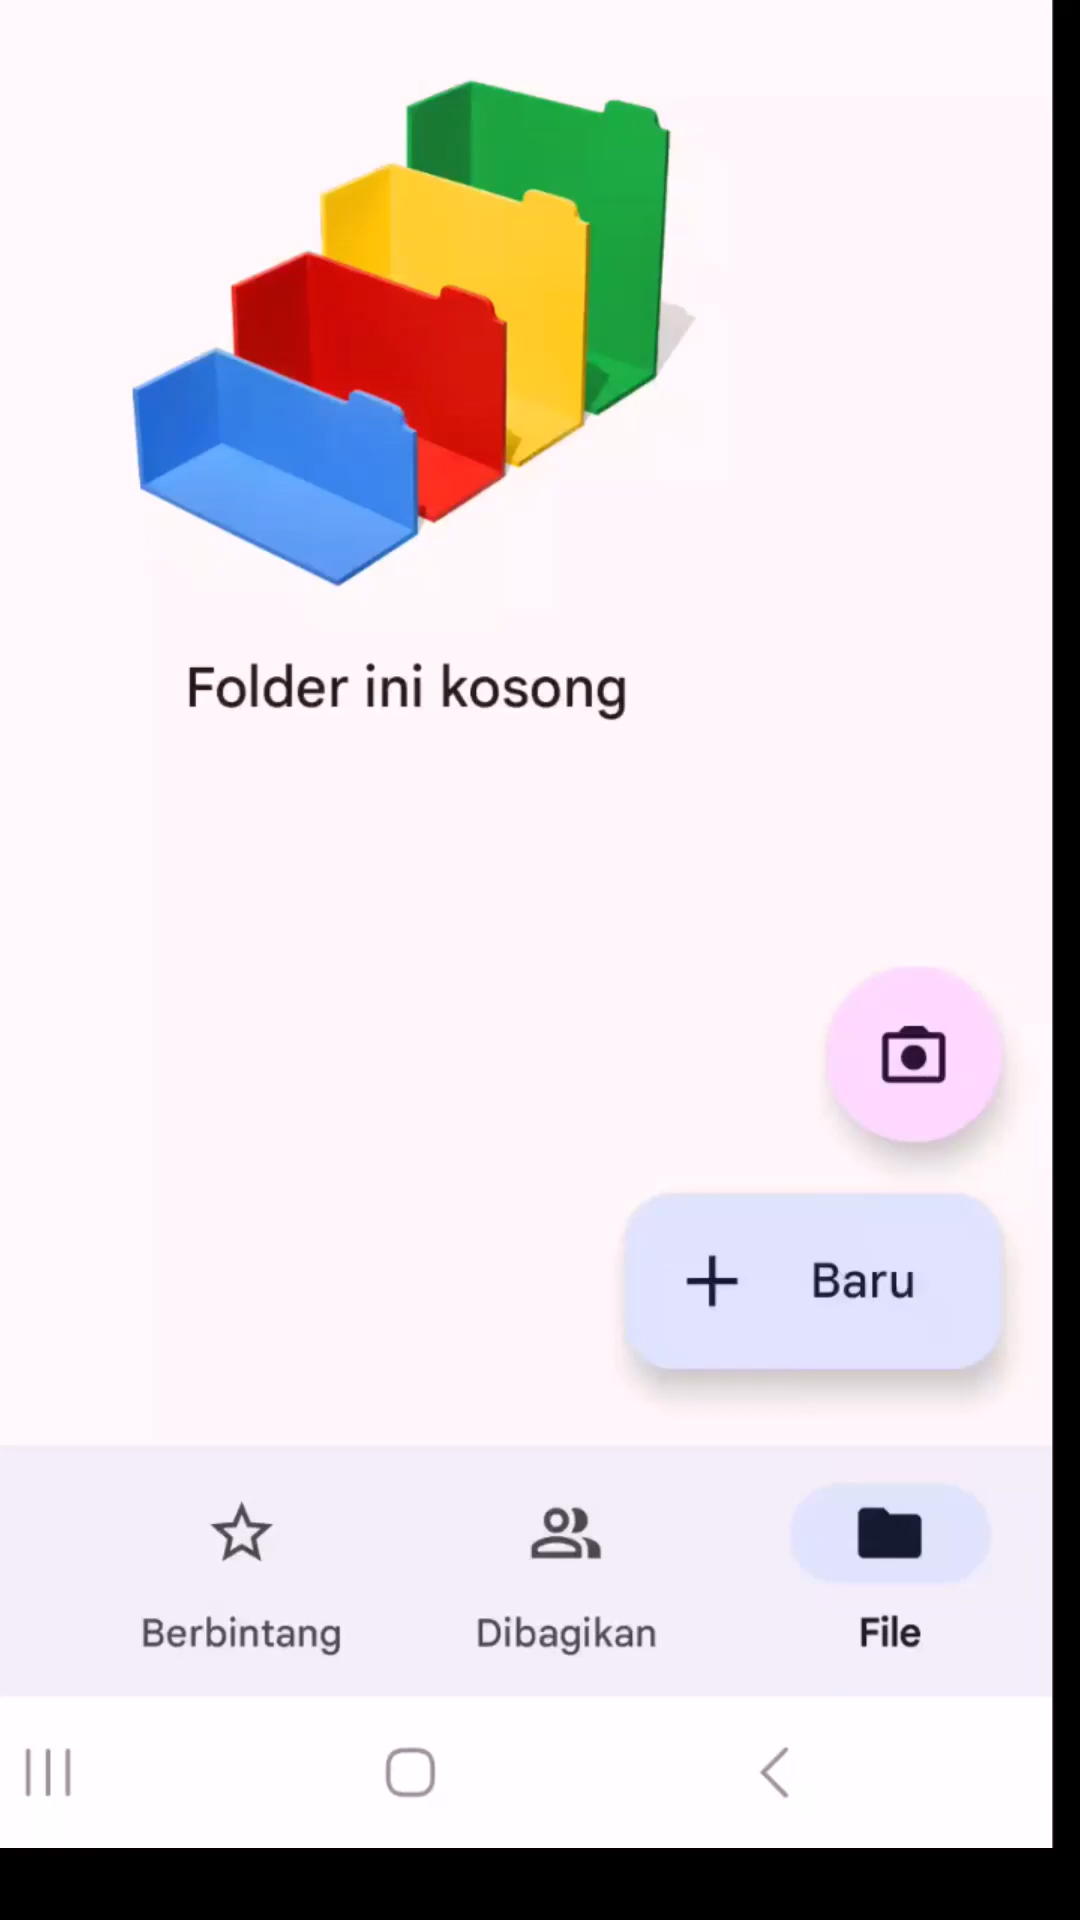 Folder ini kosong
Baru
Berbintang
Dibagikan
File